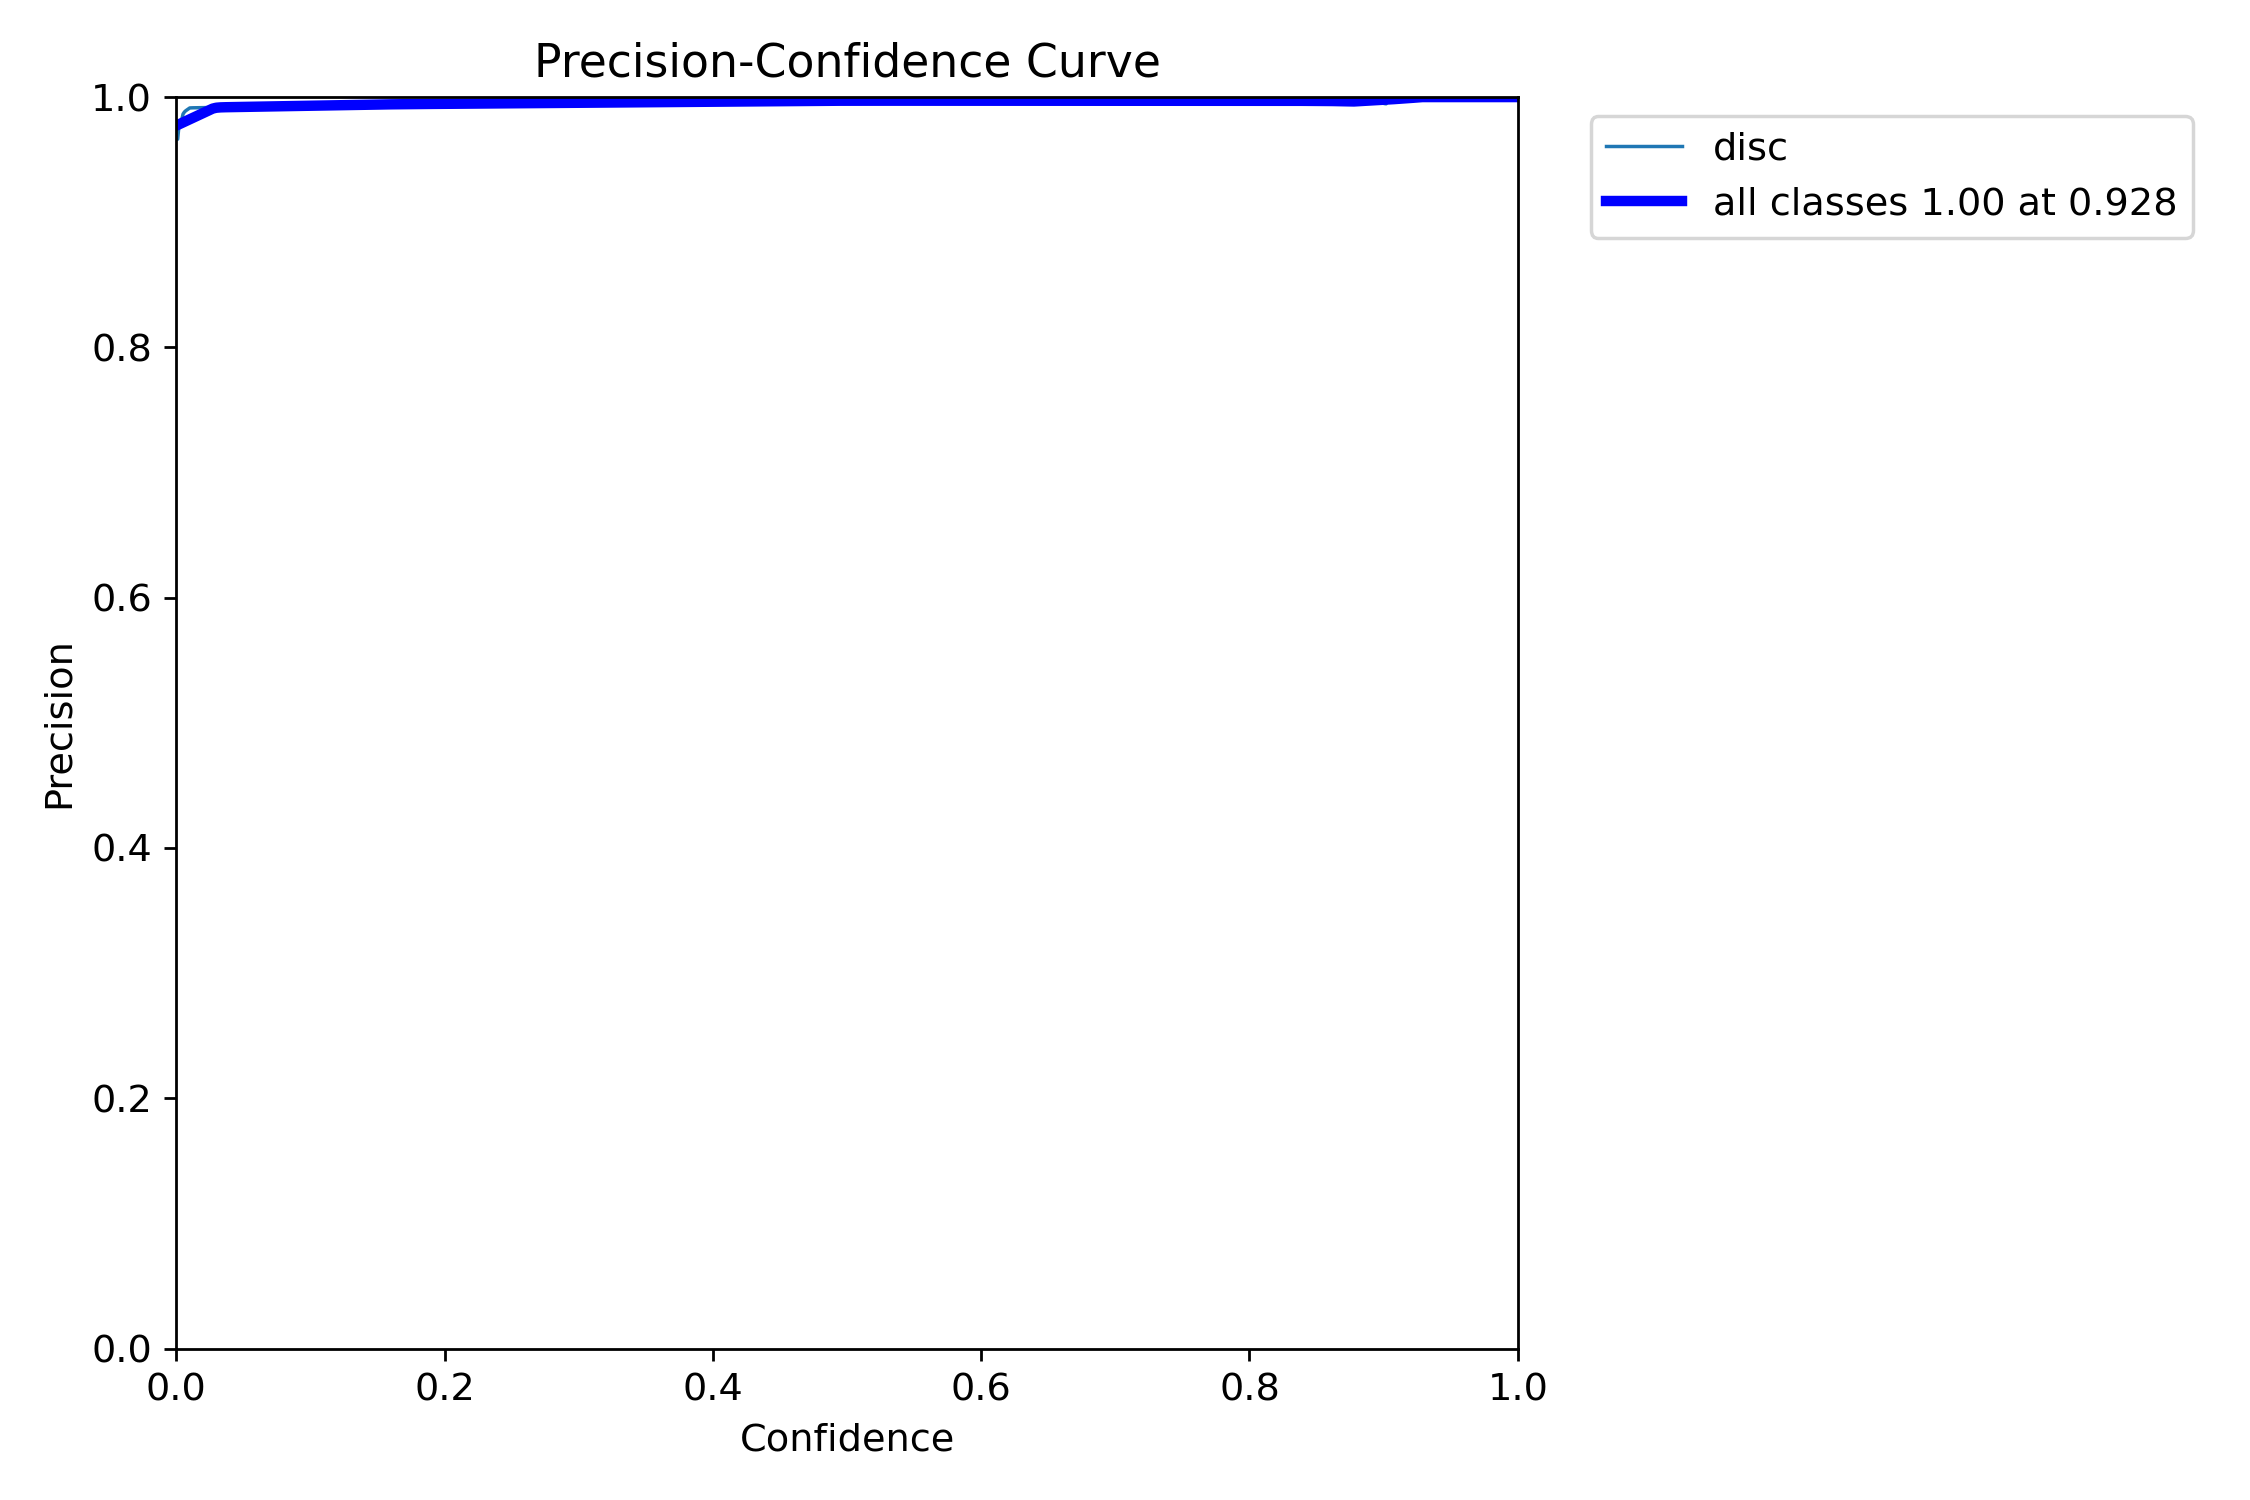 Precision-Confidence Curve
1.0
0.8
0.6
0.4
0.2
0.0
Precision
0.0 0.2 0.4 0.6 0.8 1.0
Confidence
disc
all classes 1.00 at 0.928